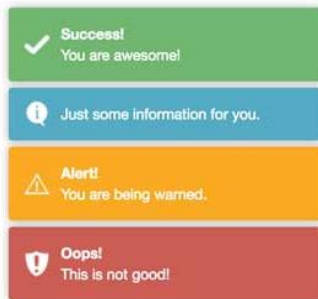 Success!
You are awesome!
Just some information for you.
Alert!
You are being warned.
Oops!
This is not good!